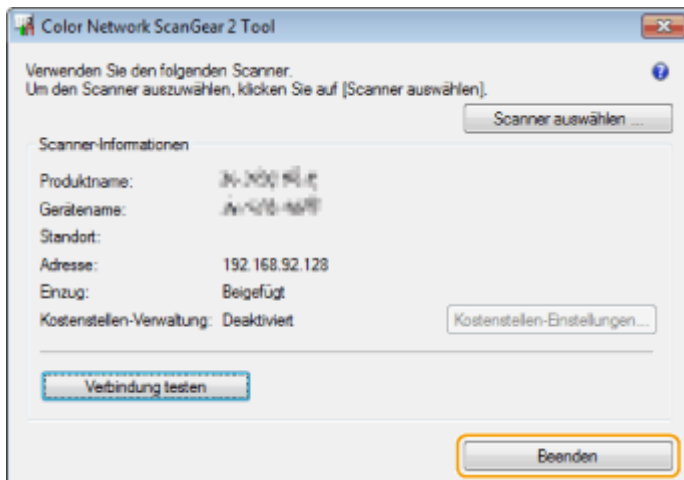 Color Network ScanGear 2 Tool
Verwenden Sie den folgenden Scanner.
Um den Scanner auszuwählen, klicken Sie auf [Scanner auswählen].
Scanner auswählen ...
Scanner-Informationen
Produktname:
Gerätename:
Standort:
Adresse: 192.168.92.128
Einzug: Beigefügt
Kostenstellen-Verwaltung: Deaktiviert Kostenstellen-Einstellungen...
Verbindung testen
Beenden